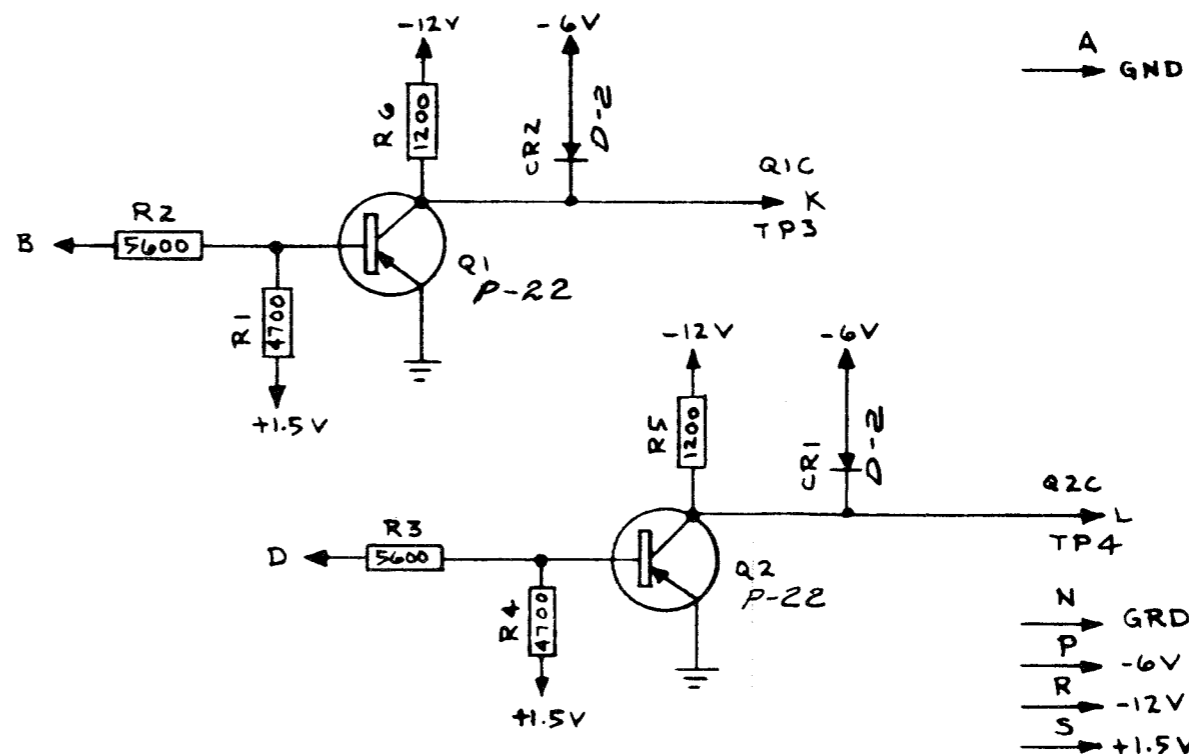 -12V
-6V
A
GND
R6
1200
CR2
D-2
Q1C
K
TP3
B
R2
5600
Q1
P-22
R1
4700
+1.5V
-12V
-6V
R5
1200
CR1
D-2
Q2C
L
TP4
D
R3
5600
Q2
P-22
R4
4700
+1.5V
N
GRD
P
-6V
R
-12V
S
+1.5V